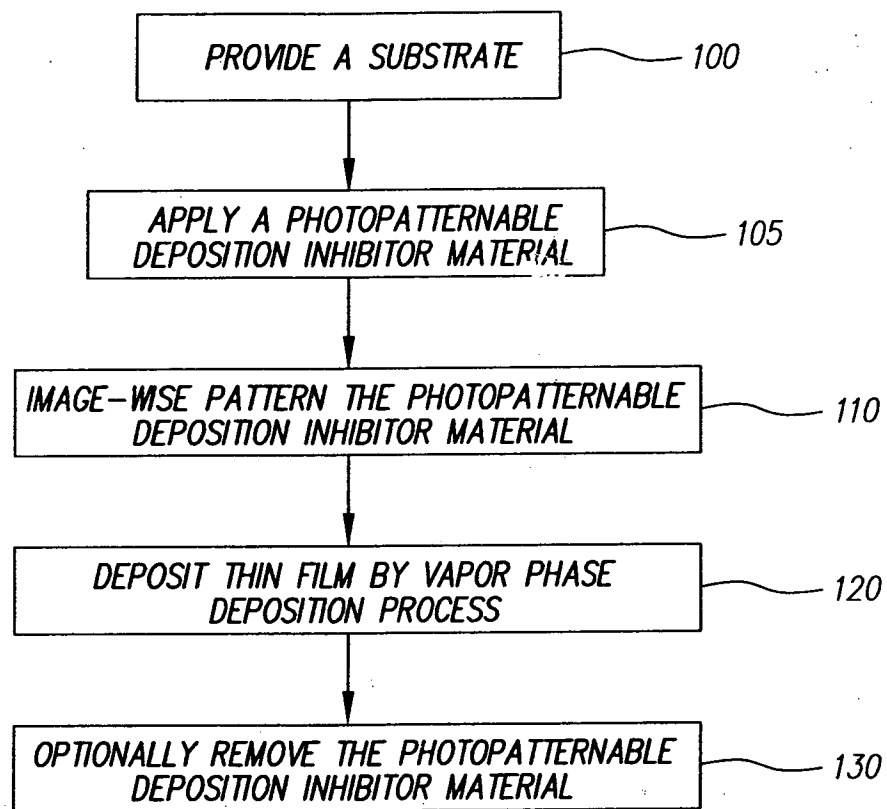 PROVIDE A SUBSTRATE
100
APPLY A PHOTOPATTERNABLE
DEPOSITION INHIBITOR MATERIAL
105
IMAGE-WISE PATTERN THE PHOTOPATTERNABLE
DEPOSITION INHIBITOR MATERIAL
110
DEPOSIT THIN FILM BY VAPOR PHASE
DEPOSITION PROCESS
120
OPTIONALLY REMOVE THE PHOTOPATTERNABLE
DEPOSITION INHIBITOR MATERIAL
130